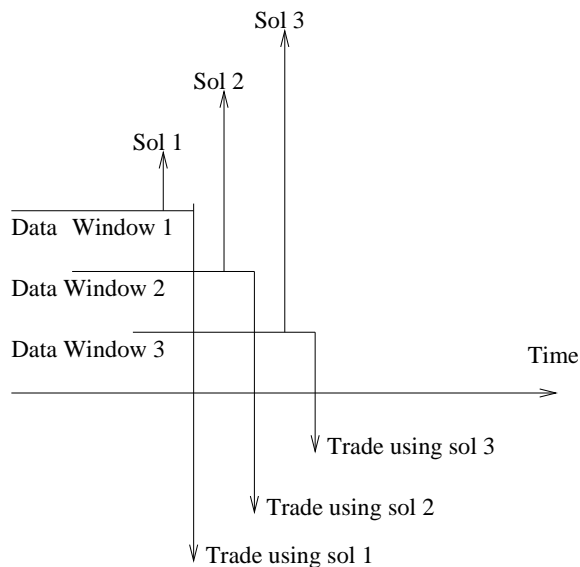 Sol 3
Sol 2
Sol 1
Data Window 1
Data Window 2
Data Window 3
Time
Trade using sol 3
Trade using sol 2
Trade using sol 1